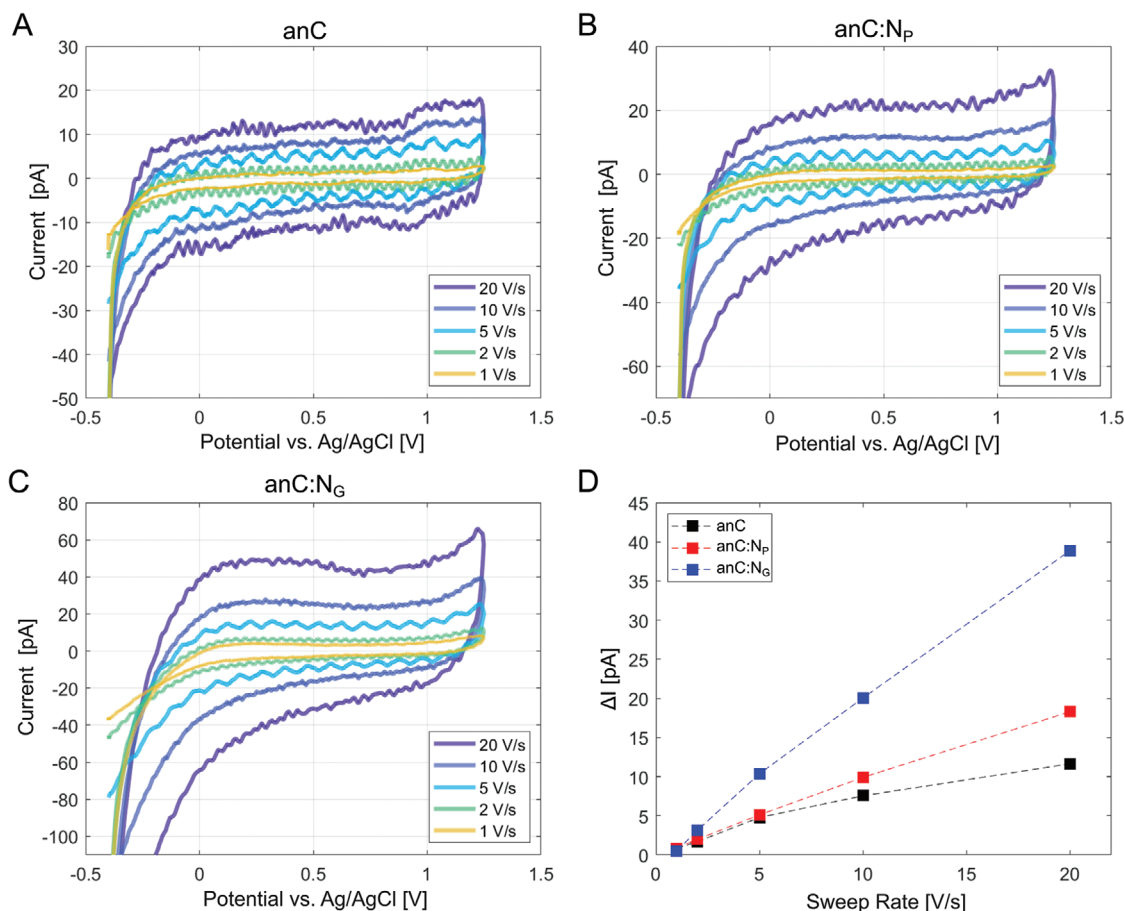 A
anC
30
20
10
0
-10
-20
-30
-40
-50
-0.5
0
0.5
1
1.5
Current [pA]
Potential vs. Ag/AgCl [V]
20 V/s
10 V/s
5 V/s
2 V/s
1 V/s
B
anC:NP
40
20
0
-20
-40
-60
-0.5
0
0.5
1
1.5
Current [pA]
Potential vs. Ag/AgCl [V]
20 V/s
10 V/s
5 V/s
2 V/s
1 V/s
C
anC:NG
80
60
40
20
0
-20
-40
-60
-80
-100
-0.5
0
0.5
1
1.5
Current [pA]
Potential vs. Ag/AgCl [V]
20 V/s
10 V/s
5 V/s
2 V/s
1 V/s
D
45
40
35
30
25
20
15
10
5
0
0
5
10
15
20
ΔI [pA]
Sweep Rate [V/s]
anC
anC:NP
anC:NG